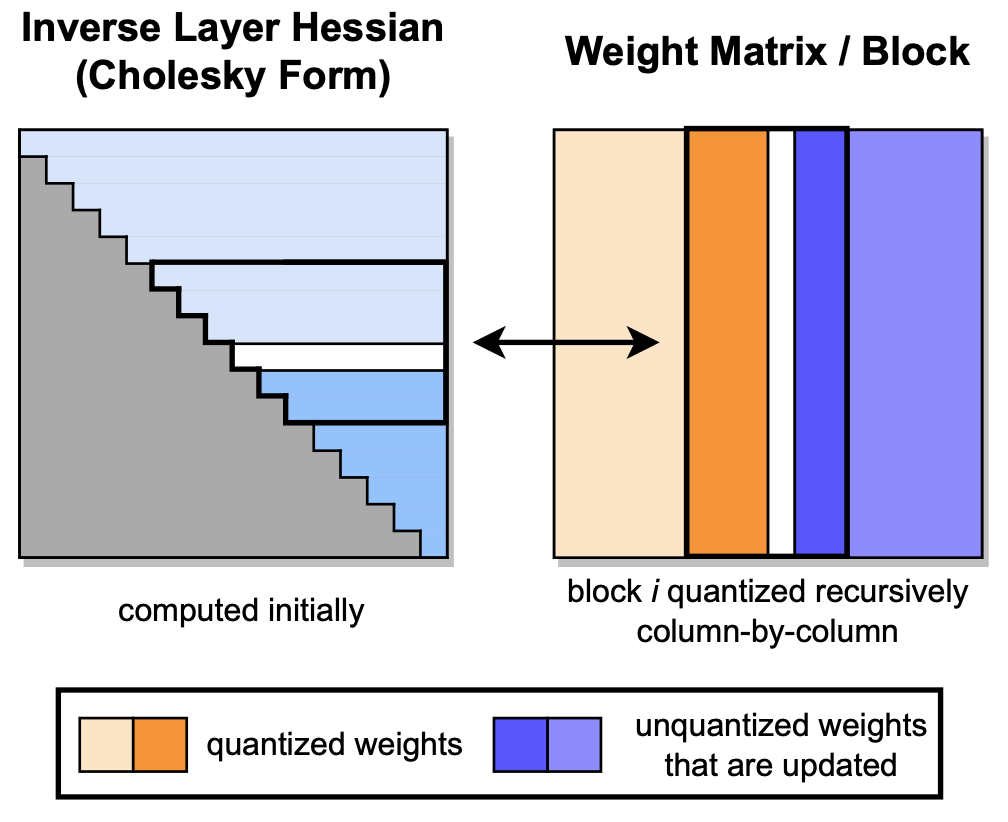 Inverse Layer Hessian
(Cholesky Form)
Weight Matrix / Block
computed initially
block i quantized recursively
column-by-column
quantized weights
unquantized weights
that are updated